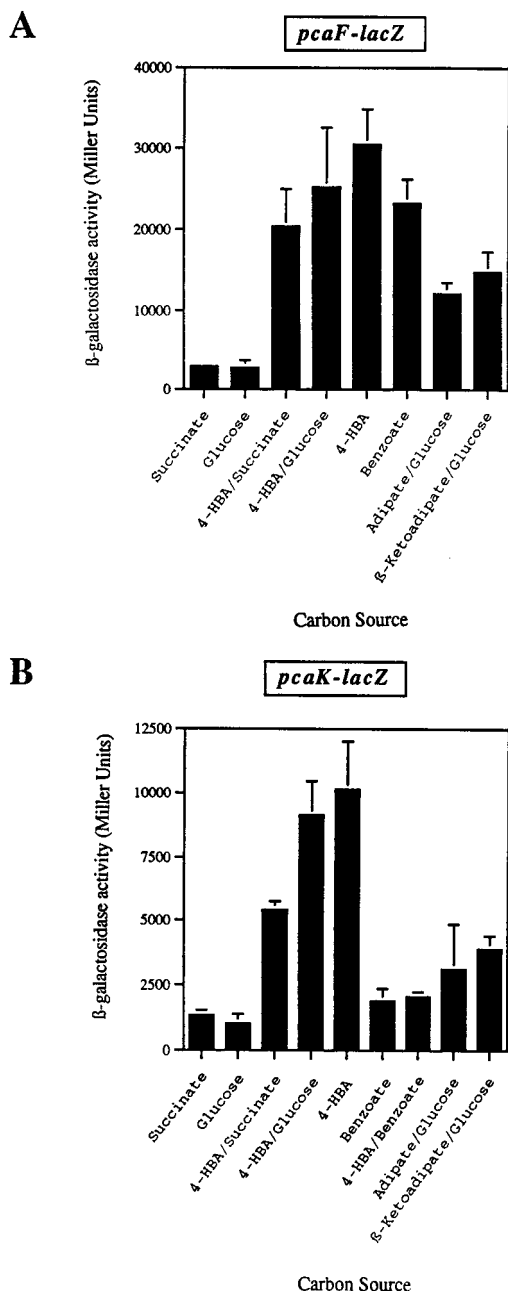 A
pcaF-lacZ
ß-galactosidase activity (Miller Units)
40000
30000
20000
10000
0
Succinate
Glucose
4-HBA/Succinate
4-HBA/Glucose
4-HBA
Benzoate
Adipate/Glucose
ß-Ketoadipate/Glucose
Carbon Source
B
pcaK-lacZ
ß-galactosidase activity (Miller Units)
12500
10000
7500
5000
2500
0
Succinate
Glucose
4-HBA/Succinate
4-HBA/Glucose
4-HBA
Benzoate
4-HBA/Benzoate
Adipate/Glucose
ß-Ketoadipate/Glucose
Carbon Source